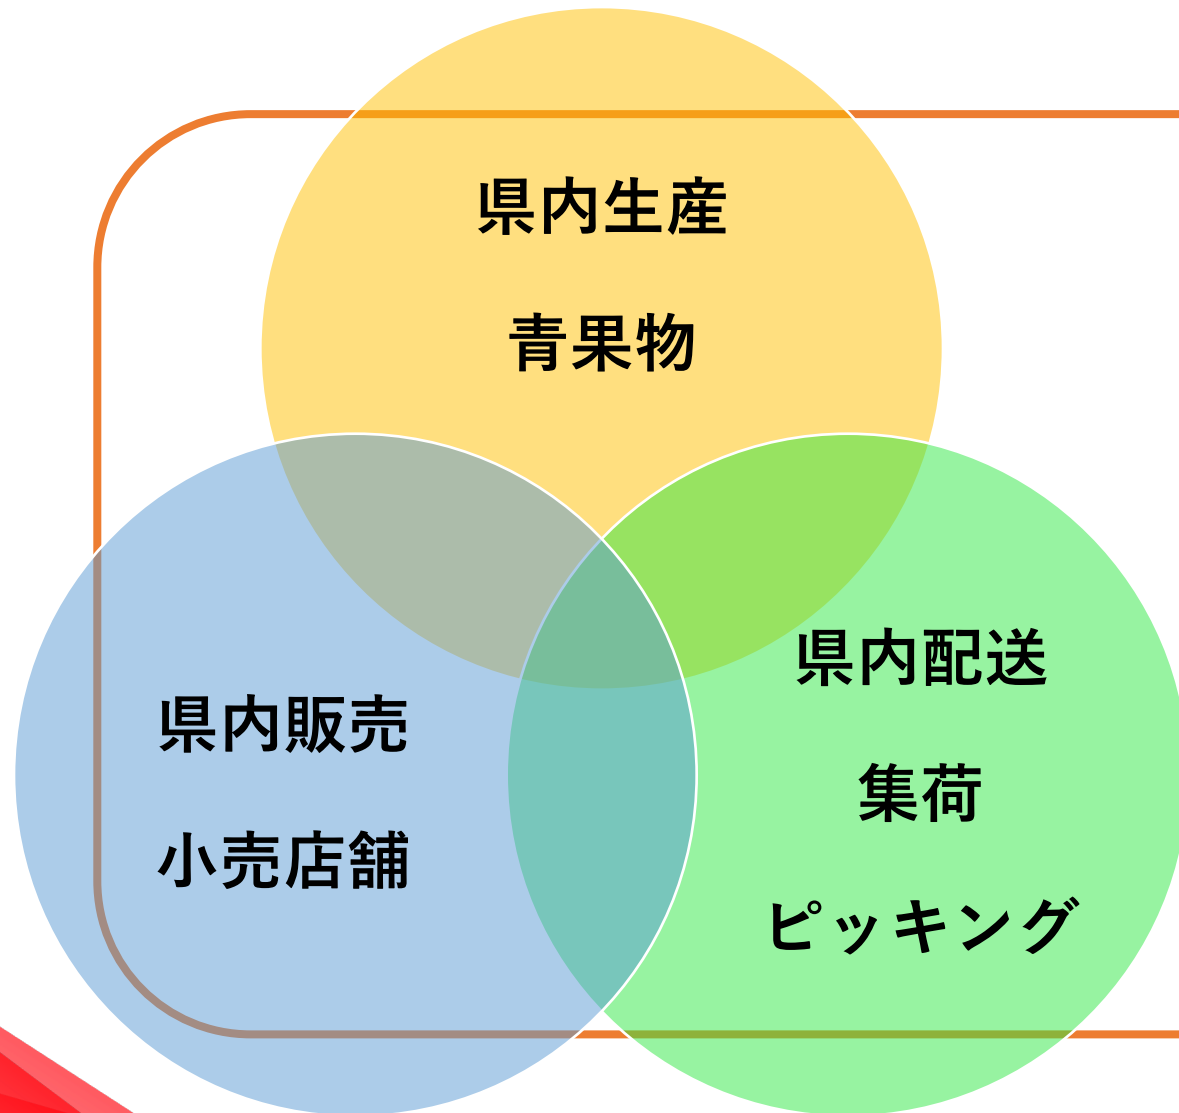 県内生産
青果物
県内販売
小売店舗
県内配送
集荷
ピッキング